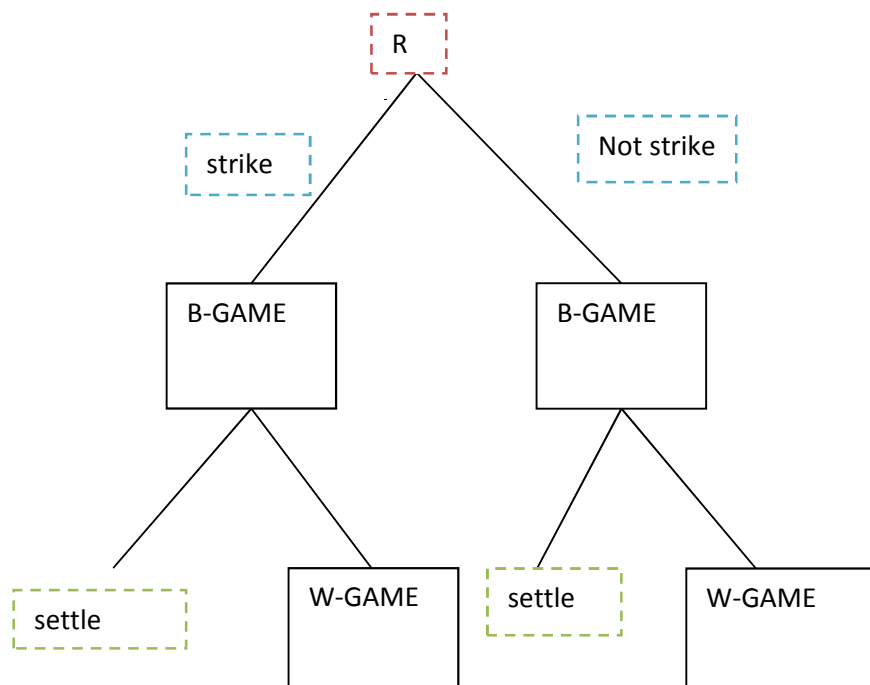 R
strike
Not strike
B-GAME
B-GAME
settle
W-GAME
settle
W-GAME